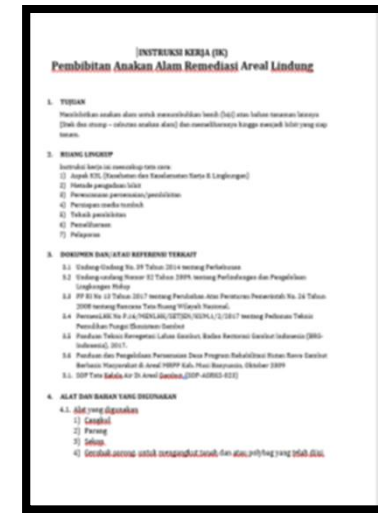 INSTRUKSI KERJA (IK)
Pembibitan Anakan Alam Remediasi Areal Lindung
1. TUJUAN
Membibitkan anakan alam untuk menumbuhkan benih (biji) atau bahan tanaman lainnya
(Stek dan stump – cabutan anakan alam) dan memeliharanya hingga menjadi bibit yang siap
tanam.
2. RUANG LINGKUP
Instruksi kerja ini mencakup tata cara:
1) Aspek K3L (Kesehatan dan Keselamatan Kerja & Lingkungan)
2) Metode pengadaan bibit
3) Perencanaan persemaian/pembibitan
4) Persiapan media tumbuh
5) Teknik pembibitan
6) Pemeliharaan
7) Pelaporan
3. DOKUMEN DAN/ATAU REFERENSI TERKAIT
3.1 Undang-Undang No. 39 Tahun 2014 tentang Perkebunan
3.2 Undang-undang Nomor 32 Tahun 2009, tentang Perlindungan dan Pengelolaan
Lingkungan Hidup
3.3 PP RI No 13 Tahun 2017 tentang Perubahan Atas Peraturan Pemerintah No. 26 Tahun
2008 tentang Rencana Tata Ruang Wilayah Nasional.
3.4 PermenLHK No P.16/MENLHK/SETJEN/KUM.1/2/2017 tentang Pedoman Teknis
Pemulihan Fungsi Ekosistem Gambut
3.5 Panduan Teknis Revegetasi Lahan Gambut, Badan Restorasi Gambut Indonesia (BRG-
Indonesia), 2017.
3.6 Panduan dan Pengelolaan Persemaian Desa Program Rehabilitasi Hutan Rawa Gambut
Berbasis Masyarakat di Areal MRPP Kab. Musi Banyuasin, Oktober 2009
SOP Tata Kelola Air Di Areal Gambut
4. ALAT DAN BAHAN YANG DIGUNAKAN
4.1. Alat yang digunakan
1) Cangkul
2) Parang
3) Sekop
4) Gerobak sorong, untuk mengangkut tanah dan atau polybag yang telah diisi